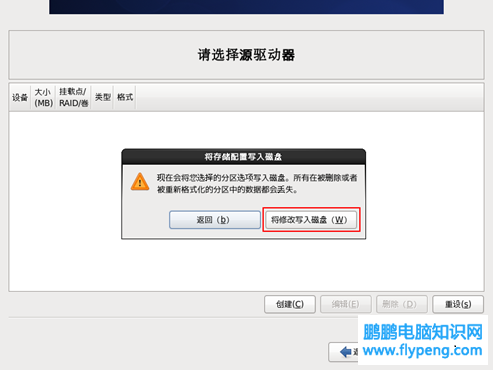 请选择源驱动器
设备 大小 (MB) 挂载点/ RAID/卷 类型 格式
将存储配置写入磁盘
现在会将您选择的分区选项写入磁盘。所有在被删除或者
被重新格式化的分区中的数据都会丢失。
返回（b） 将修改写入磁盘（W）
创建(C) 编辑(E) 删除（D） 重设(s)
鹏鹏电脑知识网
www.flypeng.com